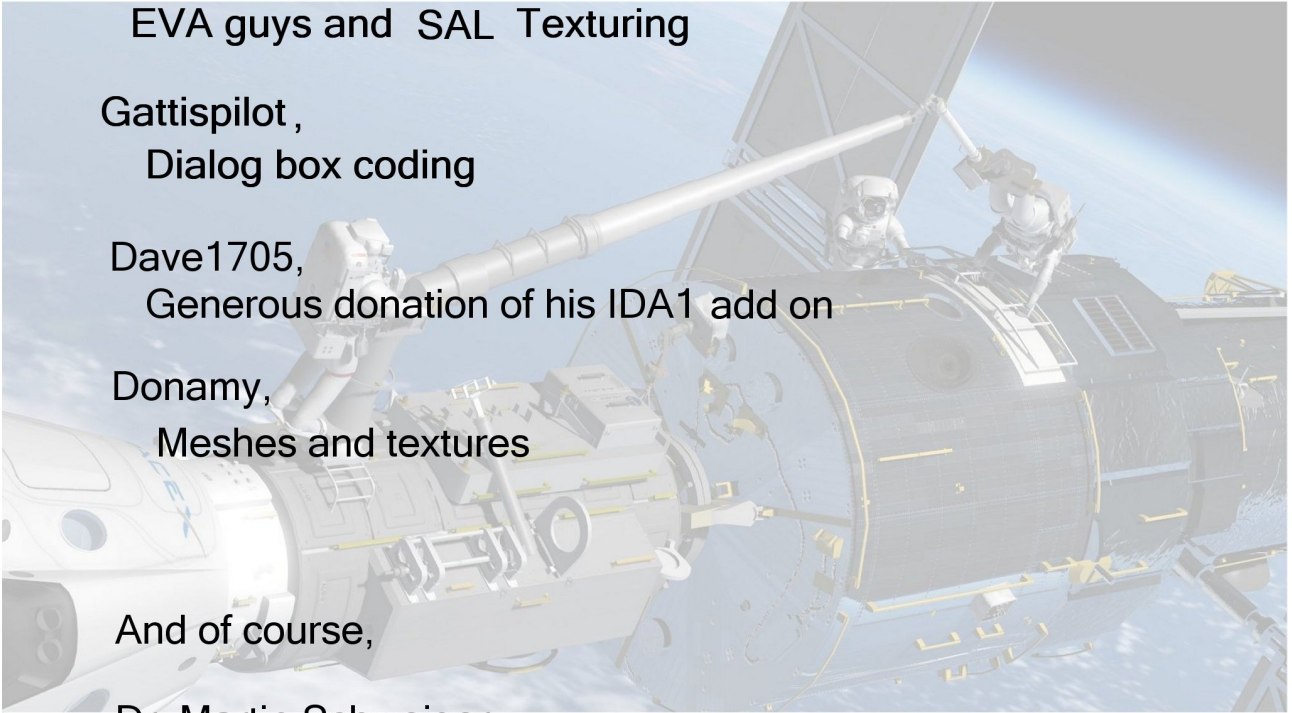 EVA guys and SAL Texturing
Gattispilot,
Dialog box coding
Dave1705,
Generous donation of his IDA1 add on
Donamy,
Meshes and textures
And of course,